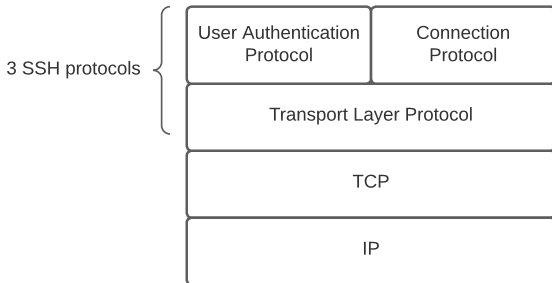 User Authentication
Protocol
Connection
Protocol
3 SSH protocols
Transport Layer Protocol
TCP
IP